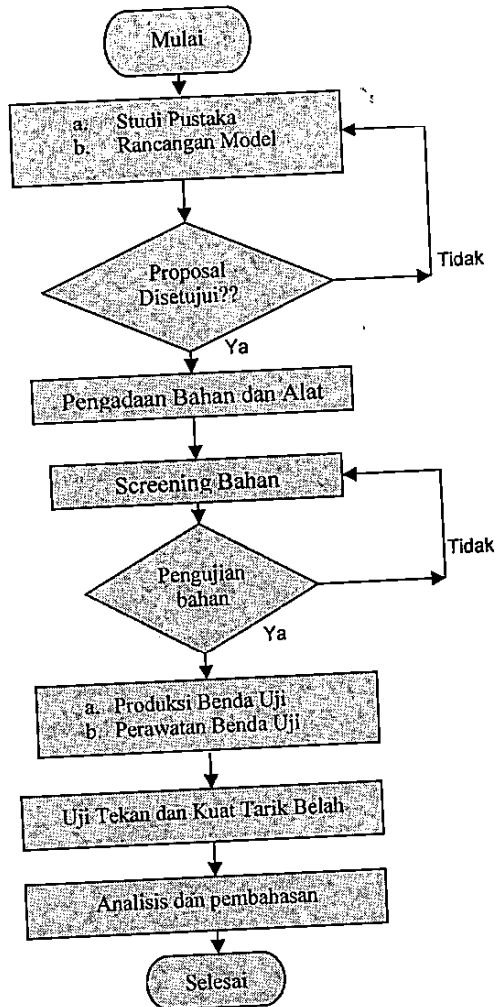 Mulai
a. Studi Pustaka
b. Rancangan Model
Proposal
Disetujui??
Tidak
Ya
Pengadaan Bahan dan Alat
Screening Bahan
Pengujian
bahan
Tidak
Ya
a. Produksi Benda Uji
b. Perawatan Benda Uji
Uji Tekan dan Kuat Tarik Belah
Analisis dan pembahasan
Selesai